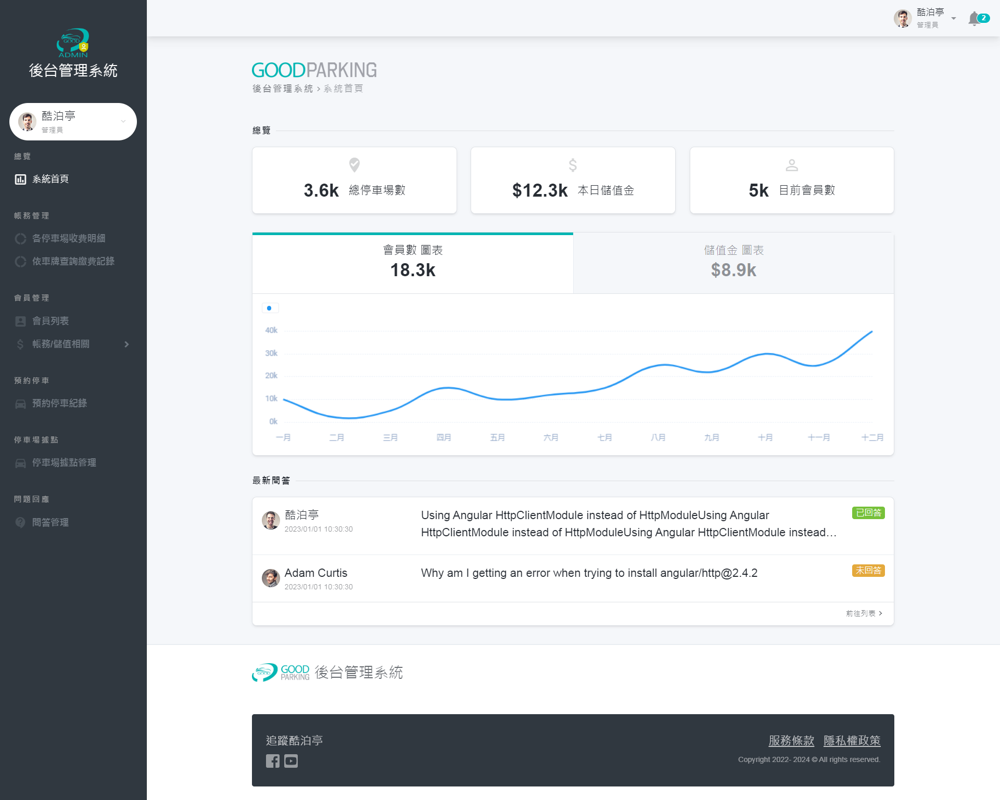 GOOD
ADMIN
後台管理系統
酷泊亭
管理員
總覽
系統首頁
帳務管理
各停車場收費明細
依車牌查詢繳費記錄
會員管理
會員列表
帳務/儲值相關
預約停車
預約停車紀錄
停車場據點
停車場據點管理
問題回應
問答管理
酷泊亭
管理員
2
GOODPARKING
後台管理系統 › 系統首頁
總覽
3.6k 總停車場數
$12.3k 本日儲值金
5k 目前會員數
會員數 圖表
18.3k
儲值金 圖表
$8.9k
40k
30k
20k
10k
0k
一月 二月 三月 四月 五月 六月 七月 八月 九月 十月 十一月 十二月
最新問答
酷泊亭
2023/01/01 10:30:30
Using Angular HttpClientModule instead of HttpModuleUsing Angular
HttpClientModule instead of HttpModuleUsing Angular HttpClientModule instead…
已回答
Adam Curtis
2023/01/01 10:30:30
Why am I getting an error when trying to install angular/http@2.4.2
未回答
前往列表
GOOD
GOOD
PARKING
後台管理系統
追蹤酷泊亭
服務條款 隱私權政策
Copyright 2022- 2024 © All rights reserved.